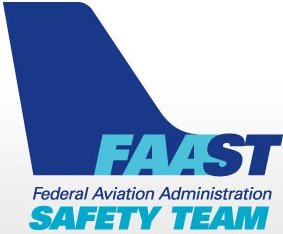 FAAST
Federal Aviation Administration
SAFETY TEAM